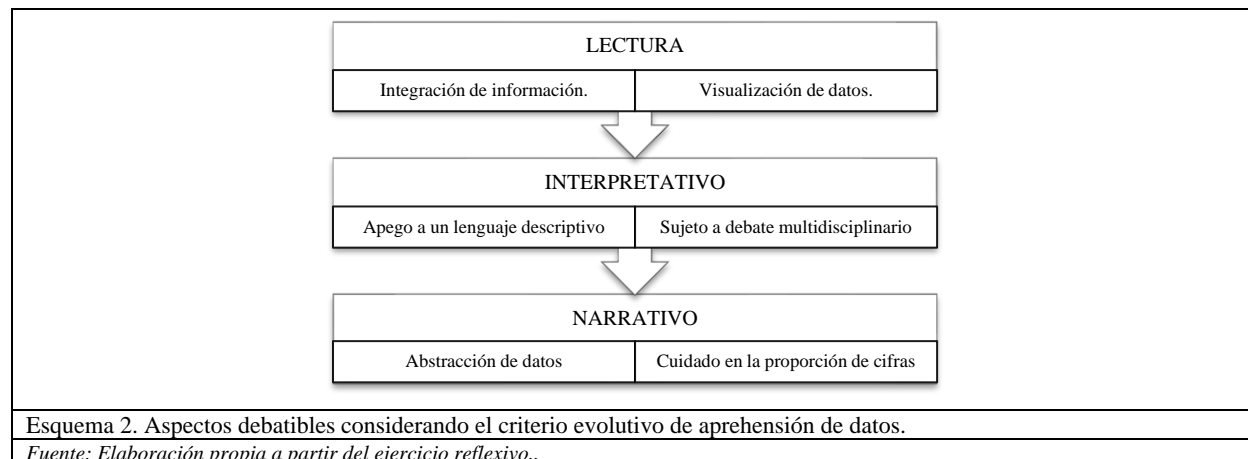 LECTURA
Integración de información. Visualización de datos.
INTERPRETATIVO
Apego a un lenguaje descriptivo Sujeto a debate multidisciplinario
NARRATIVO
Abstracción de datos Cuidado en la proporción de cifras
Esquema 2. Aspectos debatibles considerando el criterio evolutivo de aprehensión de datos.
Fuente: Elaboración propia a partir del ejercicio reflexivo..